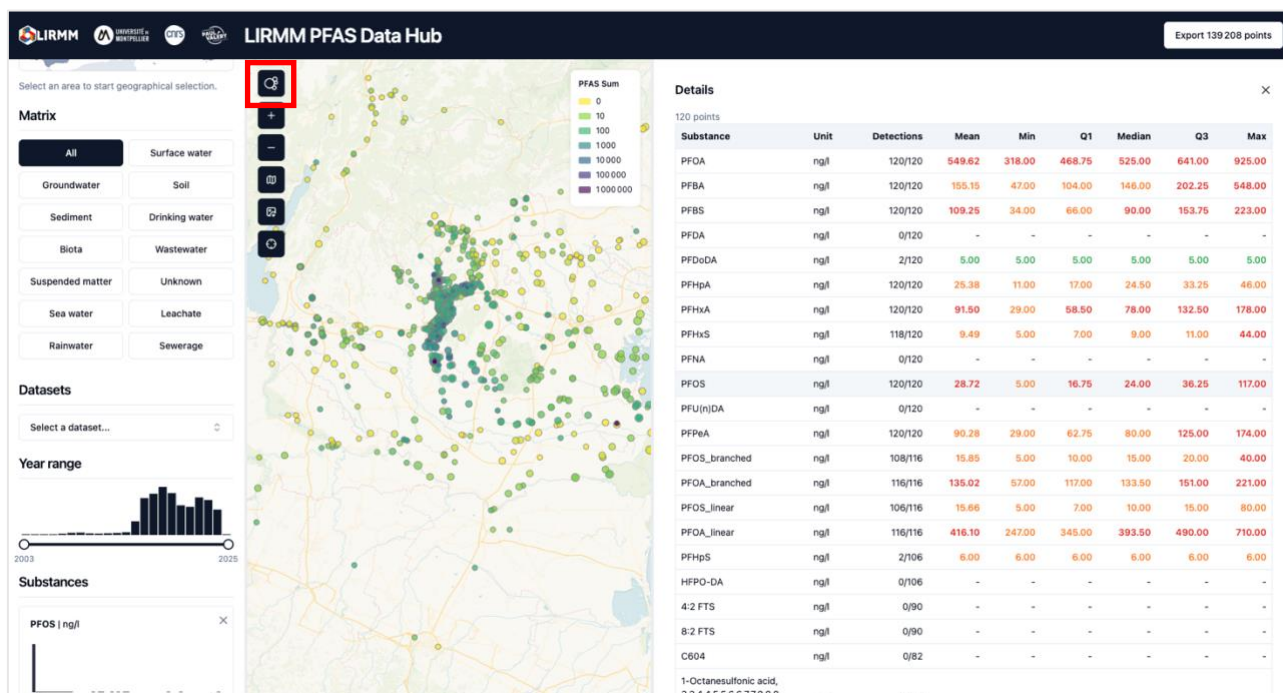 LIRMM
UNIVERSITÉ DE MONTPELLIER
cnrs
PAUL VALÉRY
LIRMM PFAS Data Hub
Export 139 208 points
Select an area to start geographical selection.
Matrix
All
Surface water
Groundwater
Soil
Sediment
Drinking water
Biota
Wastewater
Suspended matter
Unknown
Sea water
Leachate
Rainwater
Sewerage
Datasets
Select a dataset...
Year range
2003
2025
Substances
PFOS | ng/l
PFAS Sum
0
10
100
1000
10 000
100 000
1 000 000
Details
120 points
Substance Unit Detections Mean Min Q1 Median Q3 Max
PFOA ng/l 120/120 549.62 318.00 468.75 525.00 641.00 925.00
PFBA ng/l 120/120 155.15 47.00 104.00 146.00 202.25 548.00
PFBS ng/l 120/120 109.25 34.00 66.00 90.00 153.75 223.00
PFDA ng/l 0/120 - - - - - -
PFDoDA ng/l 2/120 5.00 5.00 5.00 5.00 5.00 5.00
PFHpA ng/l 120/120 25.38 11.00 17.00 24.50 33.25 46.00
PFHxA ng/l 120/120 91.50 29.00 58.50 78.00 132.50 178.00
PFHxS ng/l 118/120 9.49 5.00 7.00 9.00 11.00 44.00
PFNA ng/l 0/120 - - - - - -
PFOS ng/l 120/120 28.72 5.00 16.75 24.00 36.25 117.00
PFU(n)DA ng/l 0/120 - - - - - -
PFPeA ng/l 120/120 90.28 29.00 62.75 80.00 125.00 174.00
PFOS_branched ng/l 108/116 15.85 5.00 10.00 15.00 20.00 40.00
PFOA_branched ng/l 116/116 135.02 57.00 117.00 133.50 151.00 221.00
PFOS_linear ng/l 106/116 15.66 5.00 7.00 10.00 15.00 80.00
PFOA_linear ng/l 116/116 416.10 247.00 345.00 393.50 490.00 710.00
PFHpS ng/l 2/106 6.00 6.00 6.00 6.00 6.00 6.00
HFPO-DA ng/l 0/106 - - - - - -
4:2 FTS ng/l 0/90 - - - - - -
8:2 FTS ng/l 0/90 - - - - - -
C604 ng/l 0/82 - - - - - -
1-Octanesulfonic acid,